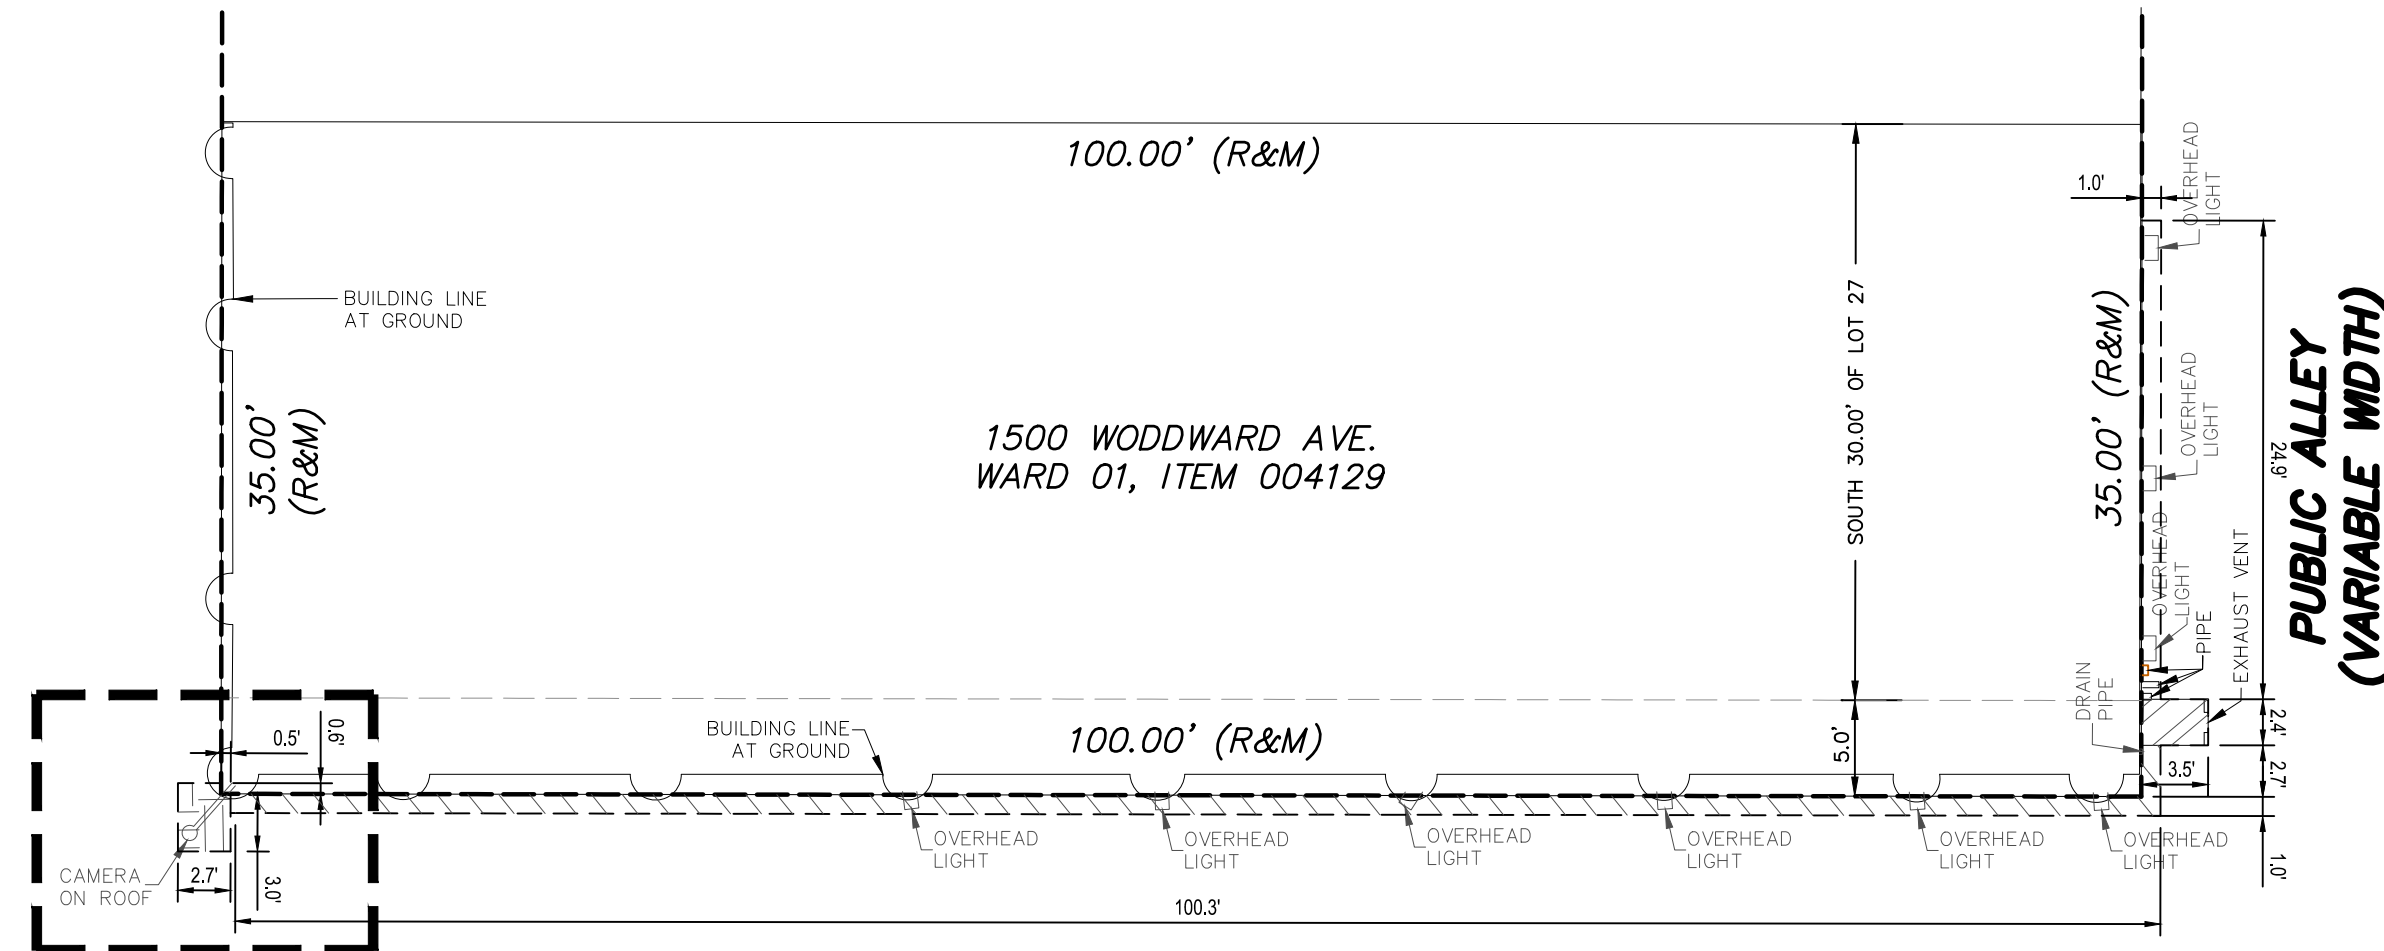 100.00' (R&M)
1.0'
OVERHEAD
LIGHT
BUILDING LINE
AT GROUND
SOUTH 30.00' OF LOT 27
35.00' (R&M)
24.9'
PUBLIC ALLEY
(VARIABLE WIDTH)
OVERHEAD
LIGHT
35.00'
(R&M)
1500 WODDWARD AVE.
WARD 01, ITEM 004129
OVERHEAD
LIGHT
PIPE
EXHAUST VENT
DRAIN
PIPE
0.5'
0.6'
BUILDING LINE
AT GROUND
100.00' (R&M)
5.0'
2.4'
2.7'
3.5'
OVERHEAD
LIGHT
OVERHEAD
LIGHT
OVERHEAD
LIGHT
OVERHEAD
LIGHT
OVERHEAD
LIGHT
OVERHEAD
LIGHT
1.0'
CAMERA
ON ROOF
2.7'
3.0'
100.3'